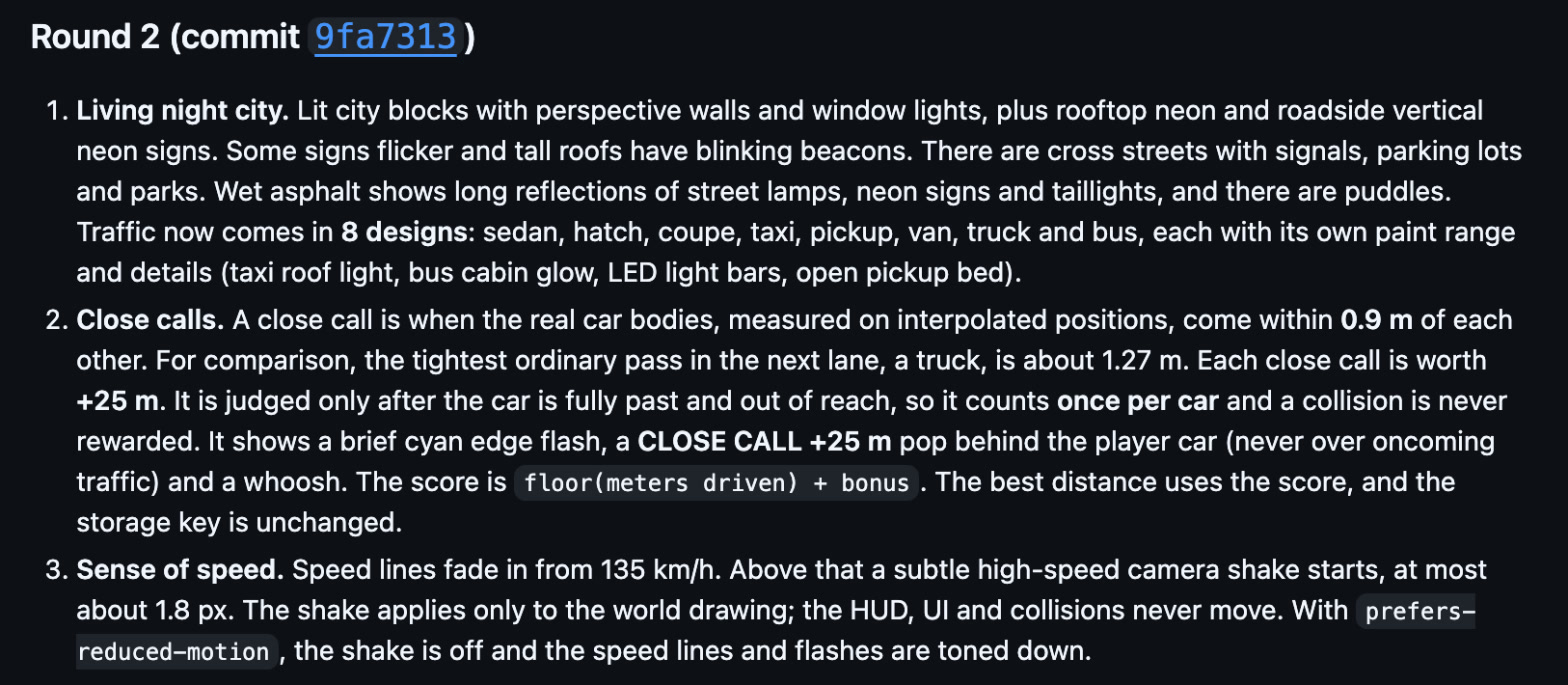 Round 2 (commit 9fa7313)
1. Living night city. Lit city blocks with perspective walls and window lights, plus rooftop neon and roadside vertical
neon signs. Some signs flicker and tall roofs have blinking beacons. There are cross streets with signals, parking lots
and parks. Wet asphalt shows long reflections of street lamps, neon signs and taillights, and there are puddles.
Traffic now comes in 8 designs: sedan, hatch, coupe, taxi, pickup, van, truck and bus, each with its own paint range
and details (taxi roof light, bus cabin glow, LED light bars, open pickup bed).
2. Close calls. A close call is when the real car bodies, measured on interpolated positions, come within 0.9 m of each
other. For comparison, the tightest ordinary pass in the next lane, a truck, is about 1.27 m. Each close call is worth
+25 m. It is judged only after the car is fully past and out of reach, so it counts once per car and a collision is never
rewarded. It shows a brief cyan edge flash, a CLOSE CALL +25 m pop behind the player car (never over oncoming
traffic) and a whoosh. The score is floor(meters driven) + bonus. The best distance uses the score, and the
storage key is unchanged.
3. Sense of speed. Speed lines fade in from 135 km/h. Above that a subtle high-speed camera shake starts, at most
about 1.8 px. The shake applies only to the world drawing; the HUD, UI and collisions never move. With prefers-
reduced-motion, the shake is off and the speed lines and flashes are toned down.